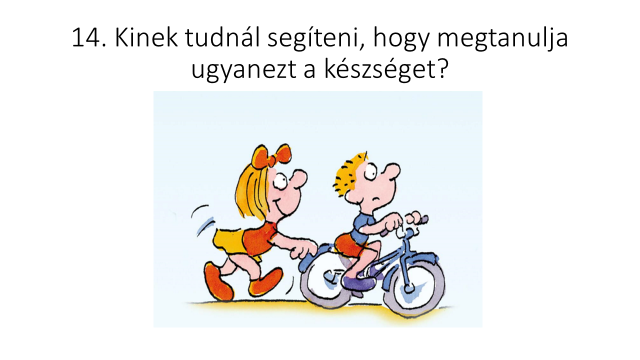 14. Kinek tudnál segíteni, hogy megtanulja
ugyanezt a készséget?